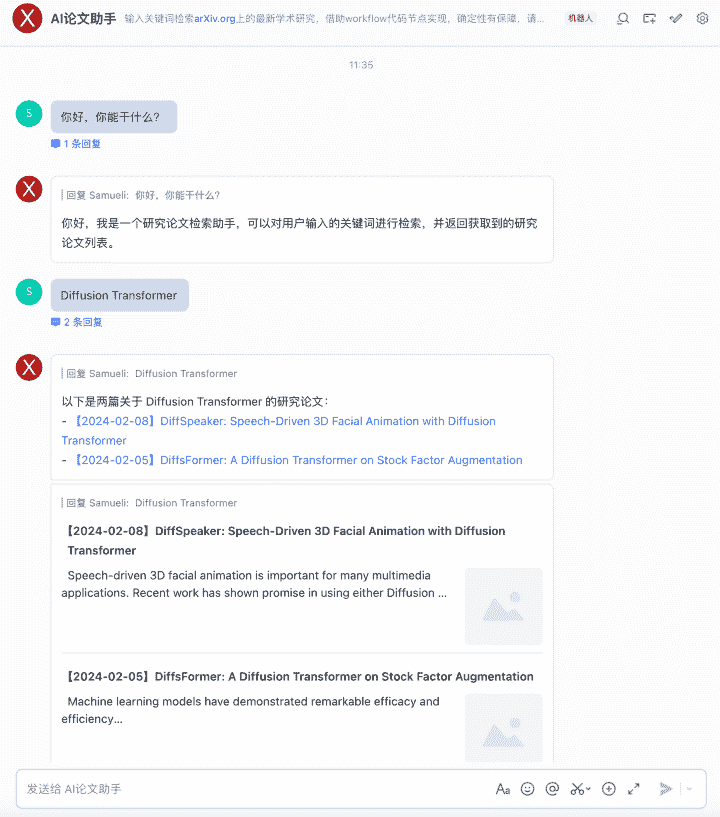 X AI论文助手 输入关键词检索arXiv.org上的最新学术研究，借助workflow代码节点实现，确定性有保障，请... 机器人
11:35
S 你好，你能干什么？
1 条回复
X 回复 Samueli: 你好，你能干什么？
你好，我是一个研究论文检索助手，可以对用户输入的关键词进行检索，并返回获取到的研究
论文列表。
S Diffusion Transformer
2 条回复
X 回复 Samueli: Diffusion Transformer
以下是两篇关于 Diffusion Transformer 的研究论文：
- 【2024-02-08】DiffSpeaker: Speech-Driven 3D Facial Animation with Diffusion
Transformer
- 【2024-02-05】DiffsFormer: A Diffusion Transformer on Stock Factor Augmentation
回复 Samueli: Diffusion Transformer
【2024-02-08】DiffSpeaker: Speech-Driven 3D Facial Animation with Diffusion
Transformer
Speech-driven 3D facial animation is important for many multimedia
applications. Recent work has shown promise in using either Diffusion ...
【2024-02-05】DiffsFormer: A Diffusion Transformer on Stock Factor Augmentation
Machine learning models have demonstrated remarkable efficacy and
efficiency...
发送给 AI论文助手 Aa